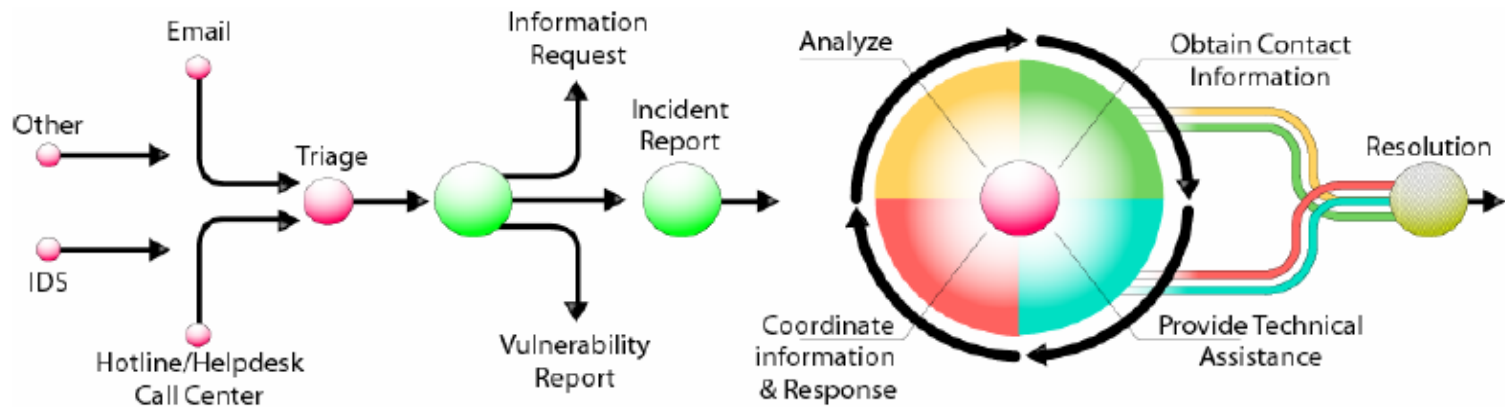 Email
Other
IDS
Hotline/Helpdesk
Call Center
Triage
Information
Request
Incident
Report
Vulnerability
Report
Analyze
Obtain Contact
Information
Coordinate
information
& Response
Provide Technical
Assistance
Resolution